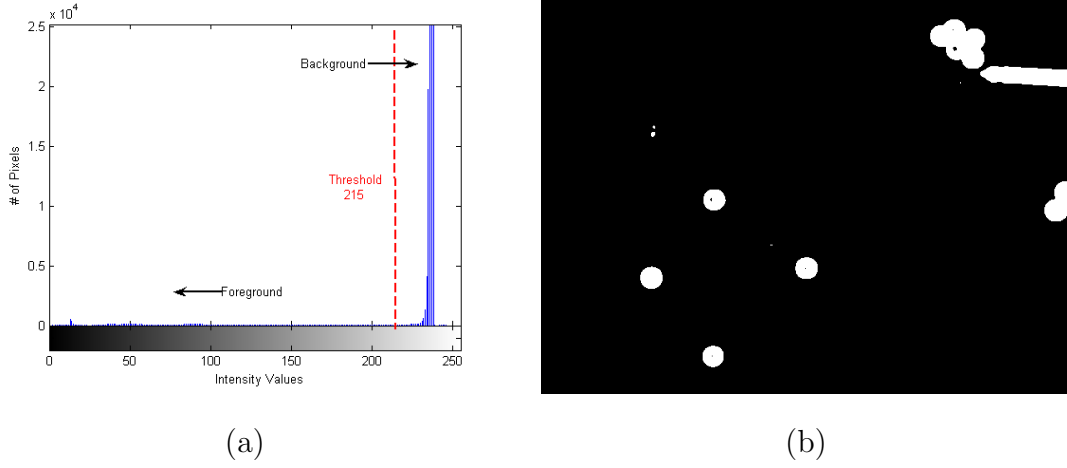 x 10^4
2.5
2
1.5
1
0.5
0
# of Pixels
Background
Threshold
215
Foreground
0 50 100 150 200 250
Intensity Values
(a) (b)